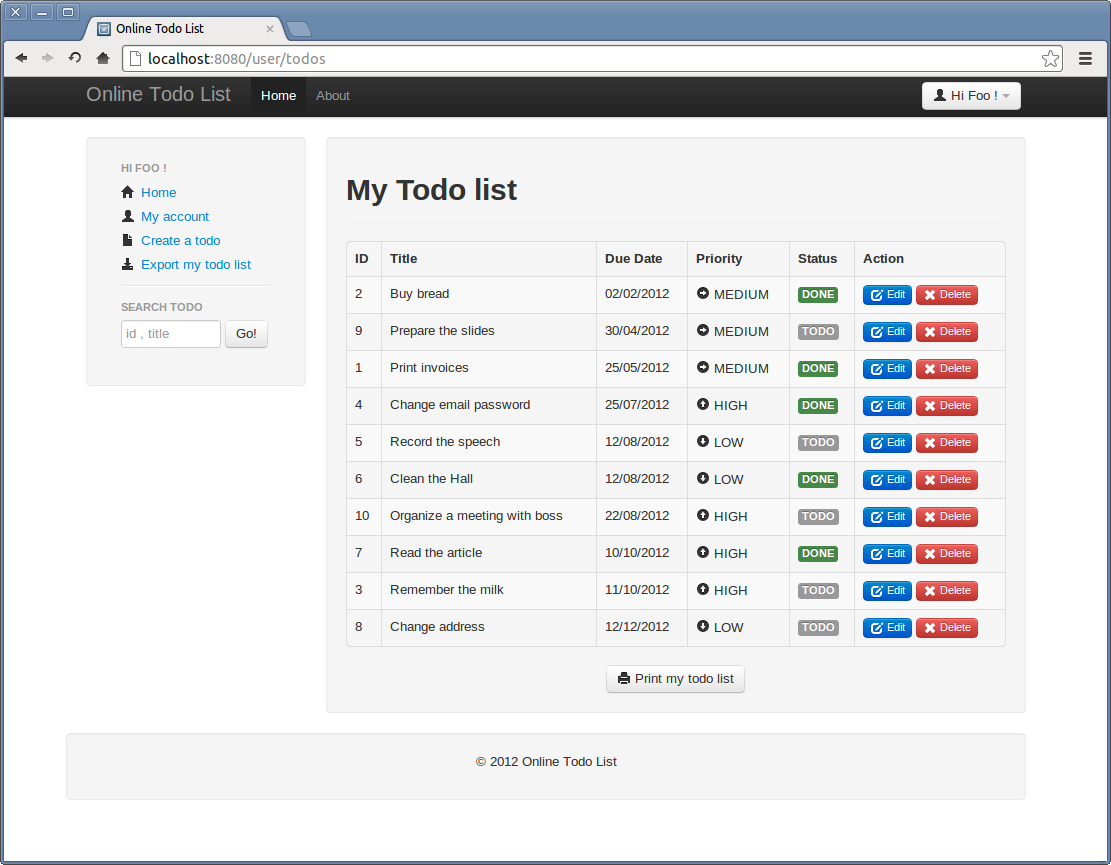 Online Todo List
localhost:8080/user/todos
Online Todo List Home About Hi Foo !
HI FOO !
Home
My account
Create a todo
Export my todo list
SEARCH TODO
id , title Go!
My Todo list
ID Title Due Date Priority Status Action
2 Buy bread 02/02/2012 MEDIUM DONE Edit Delete
9 Prepare the slides 30/04/2012 MEDIUM TODO Edit Delete
1 Print invoices 25/05/2012 MEDIUM DONE Edit Delete
4 Change email password 25/07/2012 HIGH DONE Edit Delete
5 Record the speech 12/08/2012 LOW TODO Edit Delete
6 Clean the Hall 12/08/2012 LOW DONE Edit Delete
10 Organize a meeting with boss 22/08/2012 HIGH TODO Edit Delete
7 Read the article 10/10/2012 HIGH DONE Edit Delete
3 Remember the milk 11/10/2012 HIGH TODO Edit Delete
8 Change address 12/12/2012 LOW TODO Edit Delete
Print my todo list
© 2012 Online Todo List